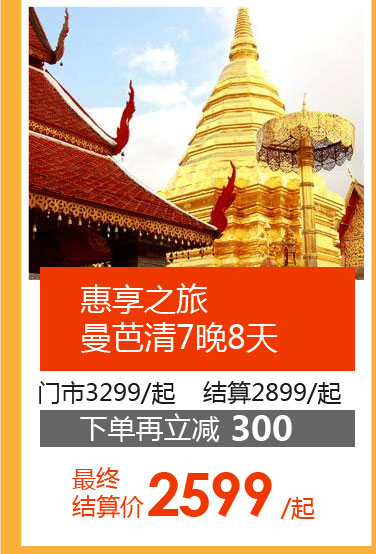 惠享之旅
曼芭清7晚8天
门市3299/起 结算2899/起
下单再立减 300
最终
结算价 2599 /起